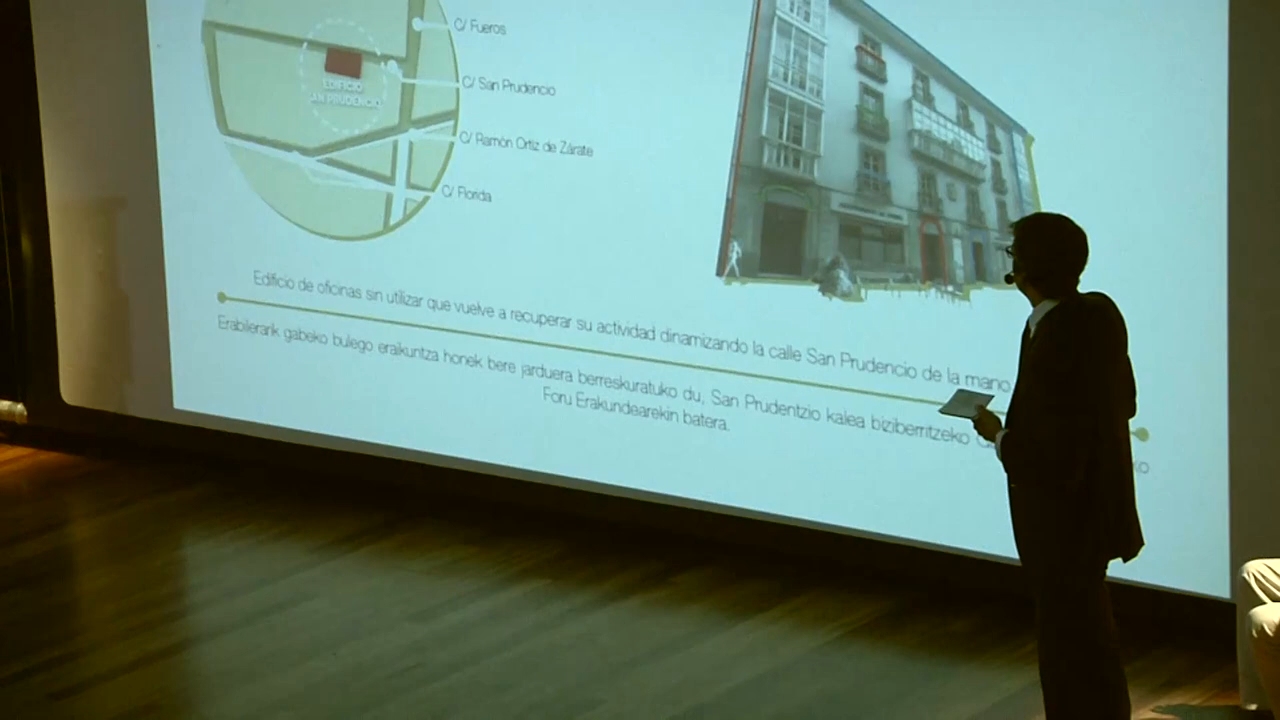 C/ Fueros
C/ San Prudencio
EDIFICIO
SAN PRUDENCIO
C/ Ramón Ortiz de Zárate
C/ Florida
Edificio de oficinas sin utilizar que vuelve a recuperar su actividad dinamizando la calle San Prudencio de la mano
Erabilerarik gabeko bulego eraikuntza honek bere jarduera berreskuratuko du, San Prudentzio kalea biziberritzeko
Foru Erakundearekin batera.